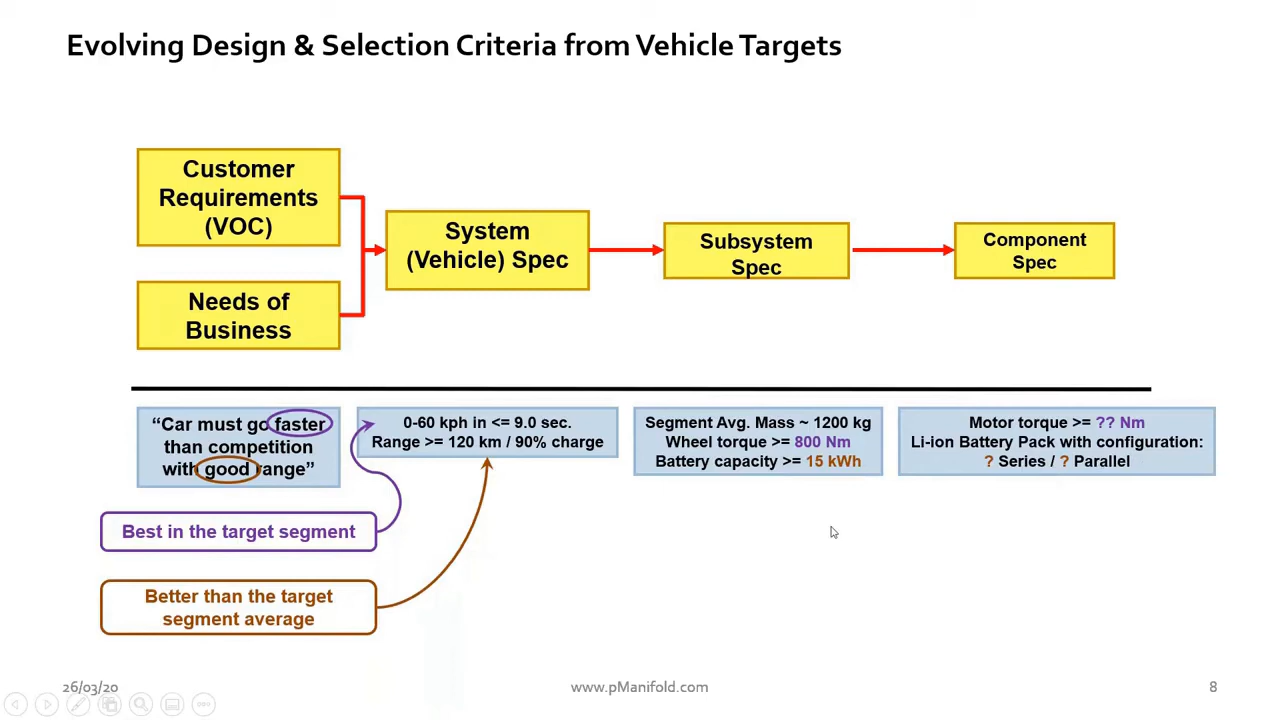 Evolving Design & Selection Criteria from Vehicle Targets
Customer
Requirements
(VOC)
Needs of
Business
System
(Vehicle) Spec
Subsystem
Spec
Component
Spec
“Car must go faster
than competition
with good range”
0-60 kph in <= 9.0 sec.
Range >= 120 km / 90% charge
Segment Avg. Mass ~ 1200 kg
Wheel torque >= 800 Nm
Battery capacity >= 15 kWh
Motor torque >= ?? Nm
Li-ion Battery Pack with configuration:
? Series / ? Parallel
Best in the target segment
Better than the target
segment average
26/03/20
www.pManifold.com
8